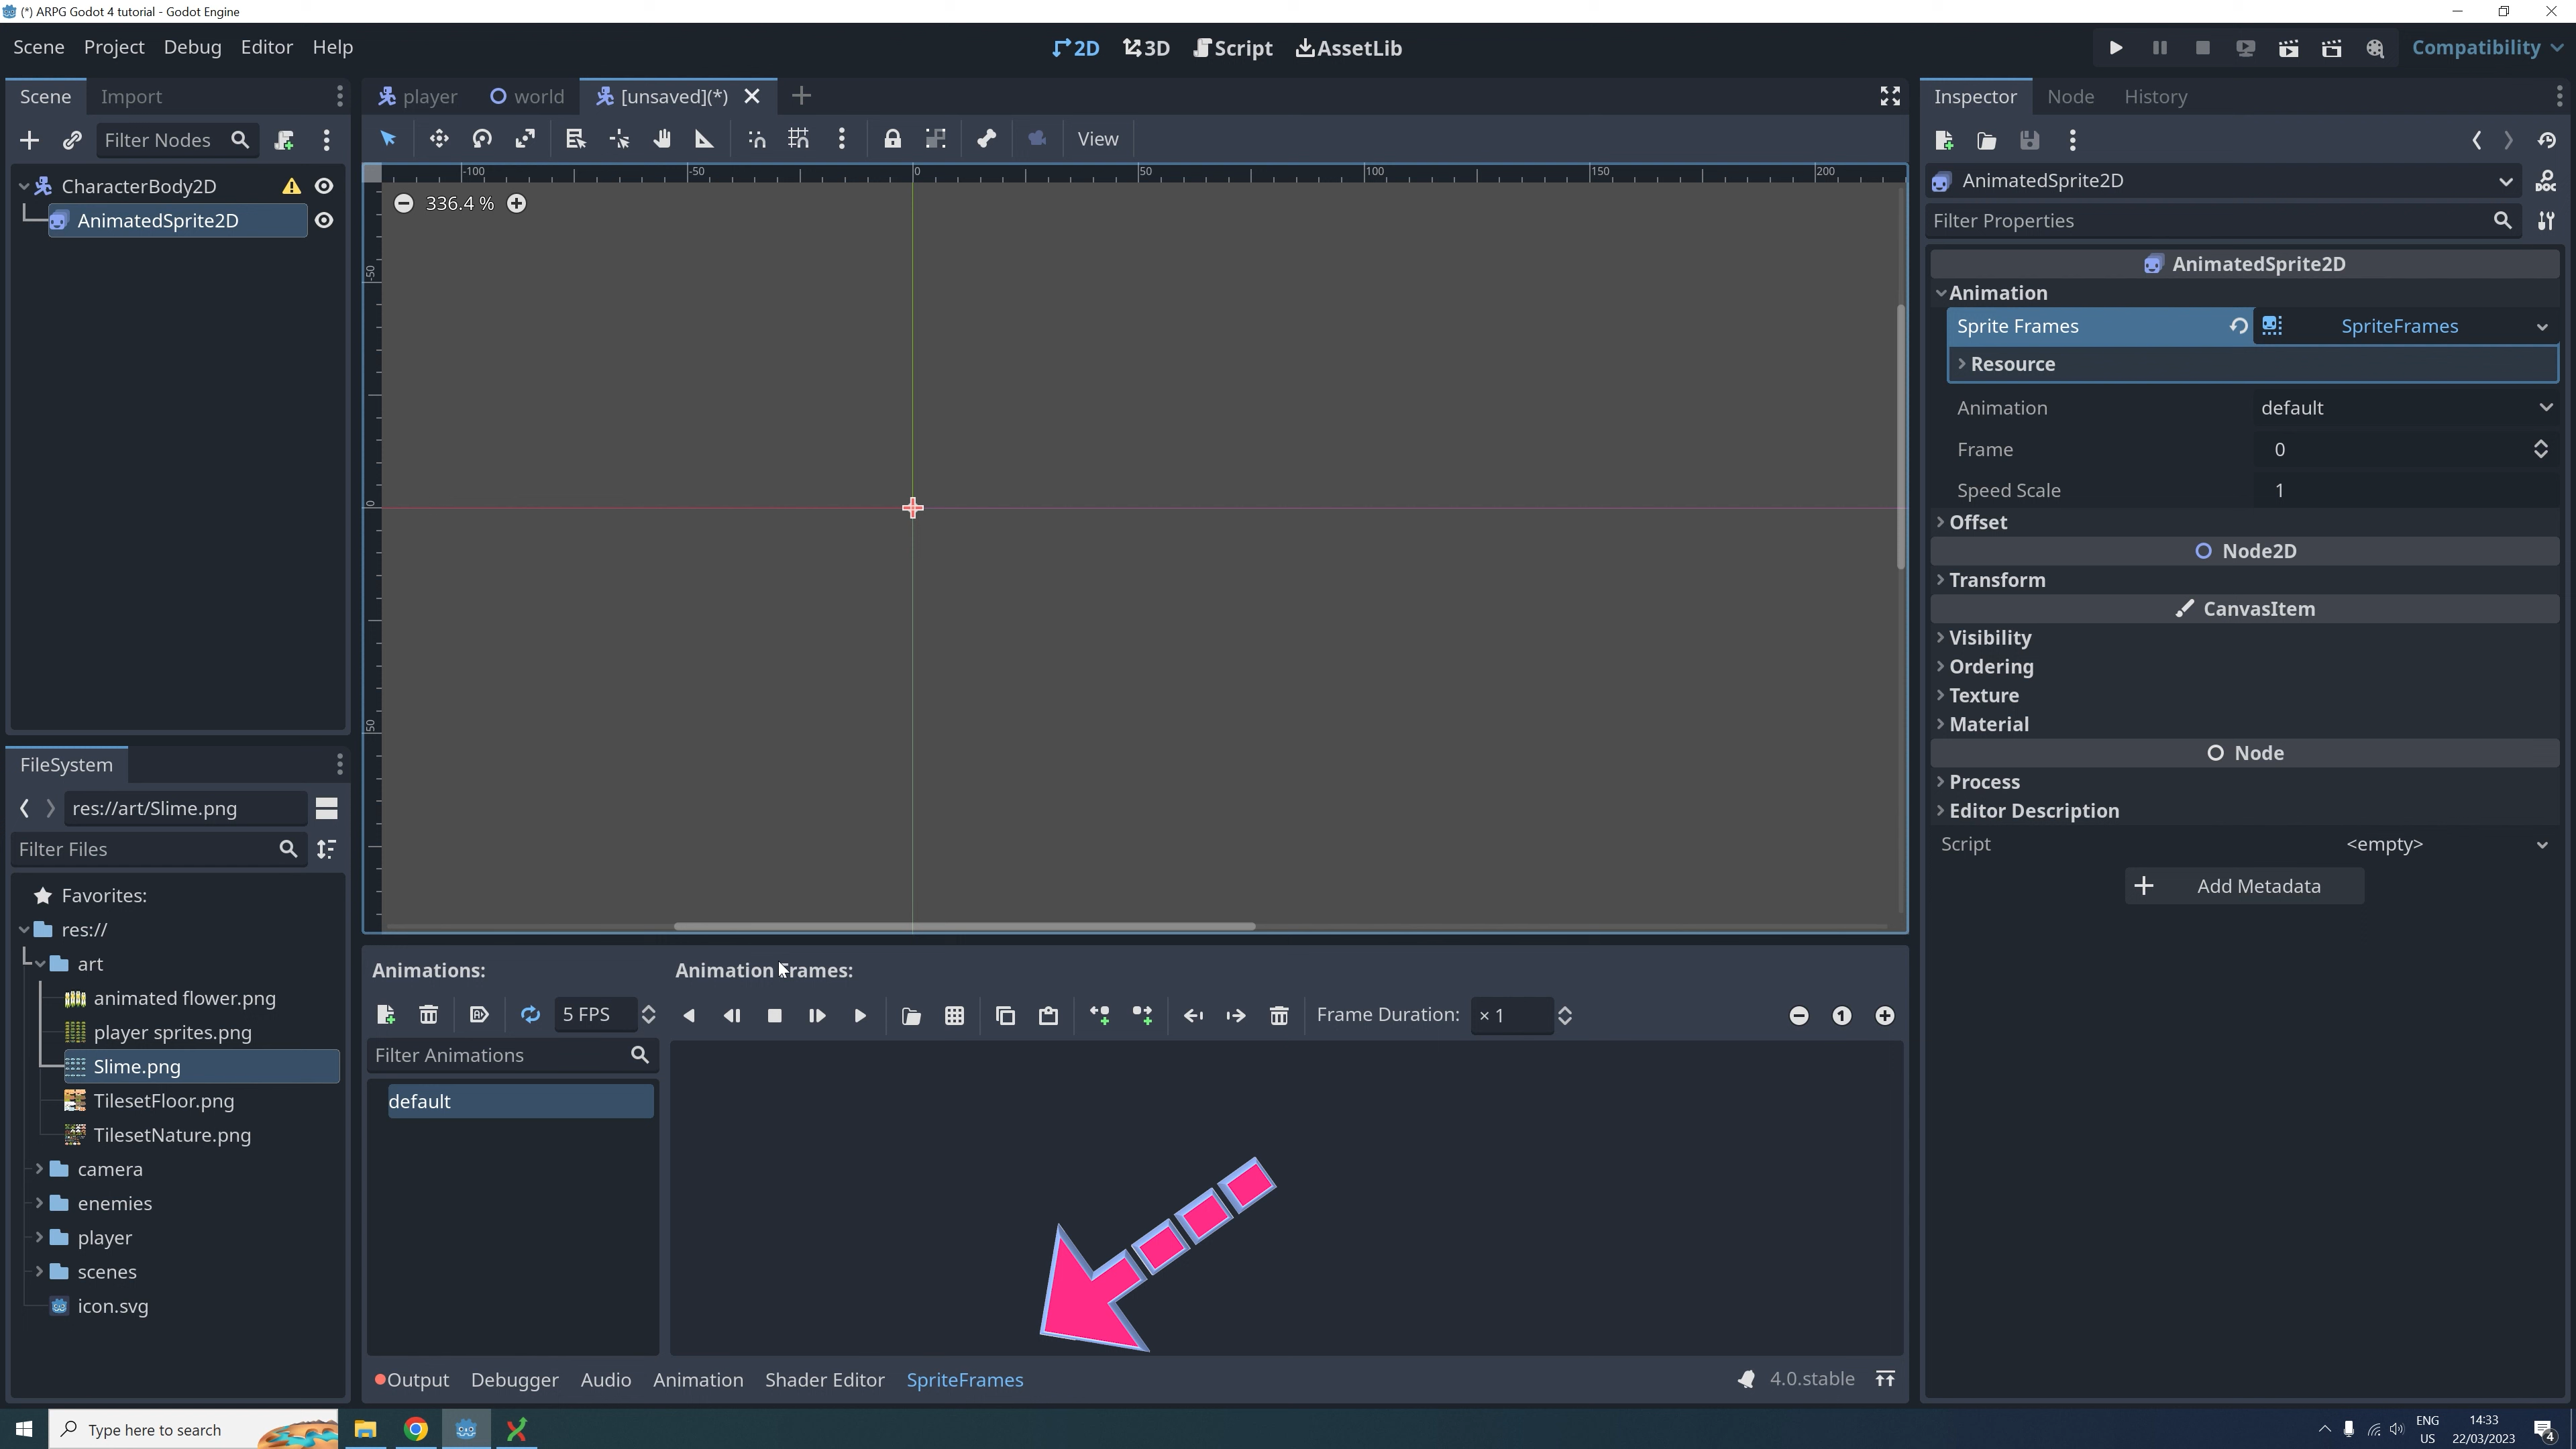 (*) ARPG Godot 4 tutorial - Godot Engine
Scene Project Debug Editor Help
2D 3D Script AssetLib
Compatibility
Scene Import
player world [unsaved](*)
Inspector Node History
Filter Nodes
View
CharacterBody2D
AnimatedSprite2D
-100 -50 0 50 100 150 200
-50
0
50
336.4 %
AnimatedSprite2D
Filter Properties
AnimatedSprite2D
Animation
Sprite Frames SpriteFrames
Resource
Animation default
Frame 0
Speed Scale 1
Offset
Node2D
Transform
CanvasItem
Visibility
Ordering
Texture
Material
Node
Process
Editor Description
Script <empty>
Add Metadata
FileSystem
res://art/Slime.png
Filter Files
Favorites:
res://
art
animated flower.png
player sprites.png
Slime.png
TilesetFloor.png
TilesetNature.png
camera
enemies
player
scenes
icon.svg
Animations: Animation Frames:
5 FPS Frame Duration: × 1 1
Filter Animations
default
Output Debugger Audio Animation Shader Editor SpriteFrames
4.0.stable
Type here to search
ENG
US
14:33
22/03/2023
4